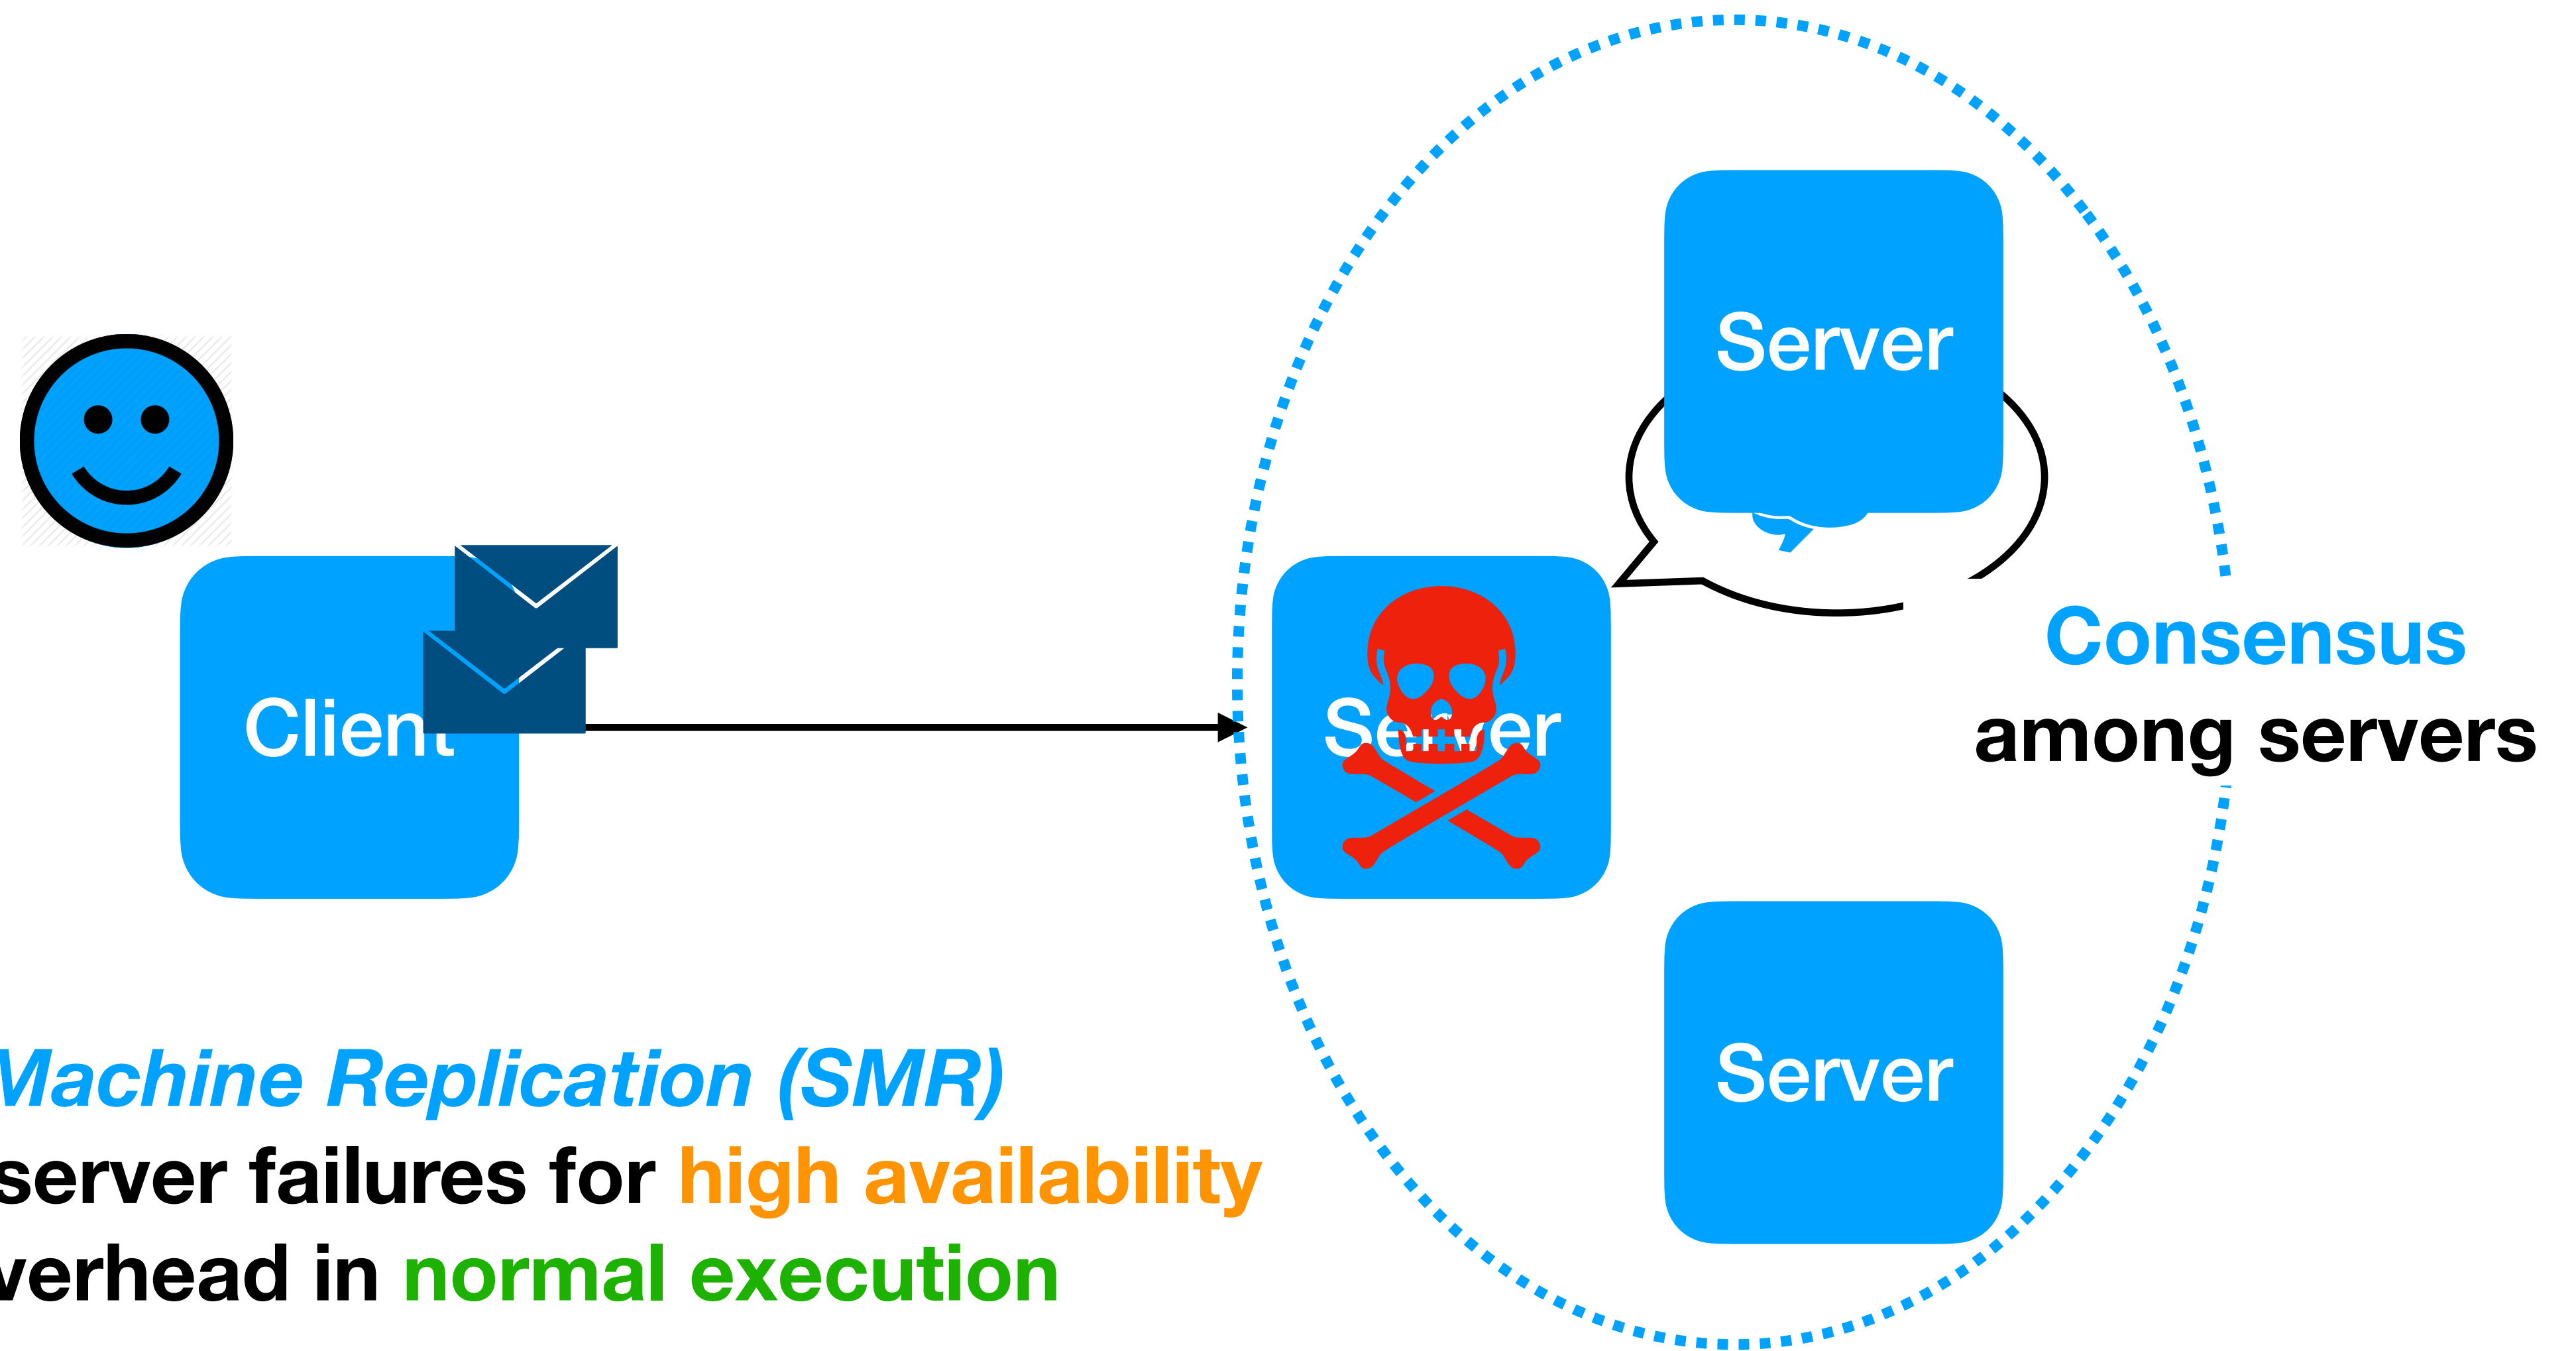 Server
Client
Server
Consensus
among servers
Server
Machine Replication (SMR)
server failures for high availability
verhead in normal execution